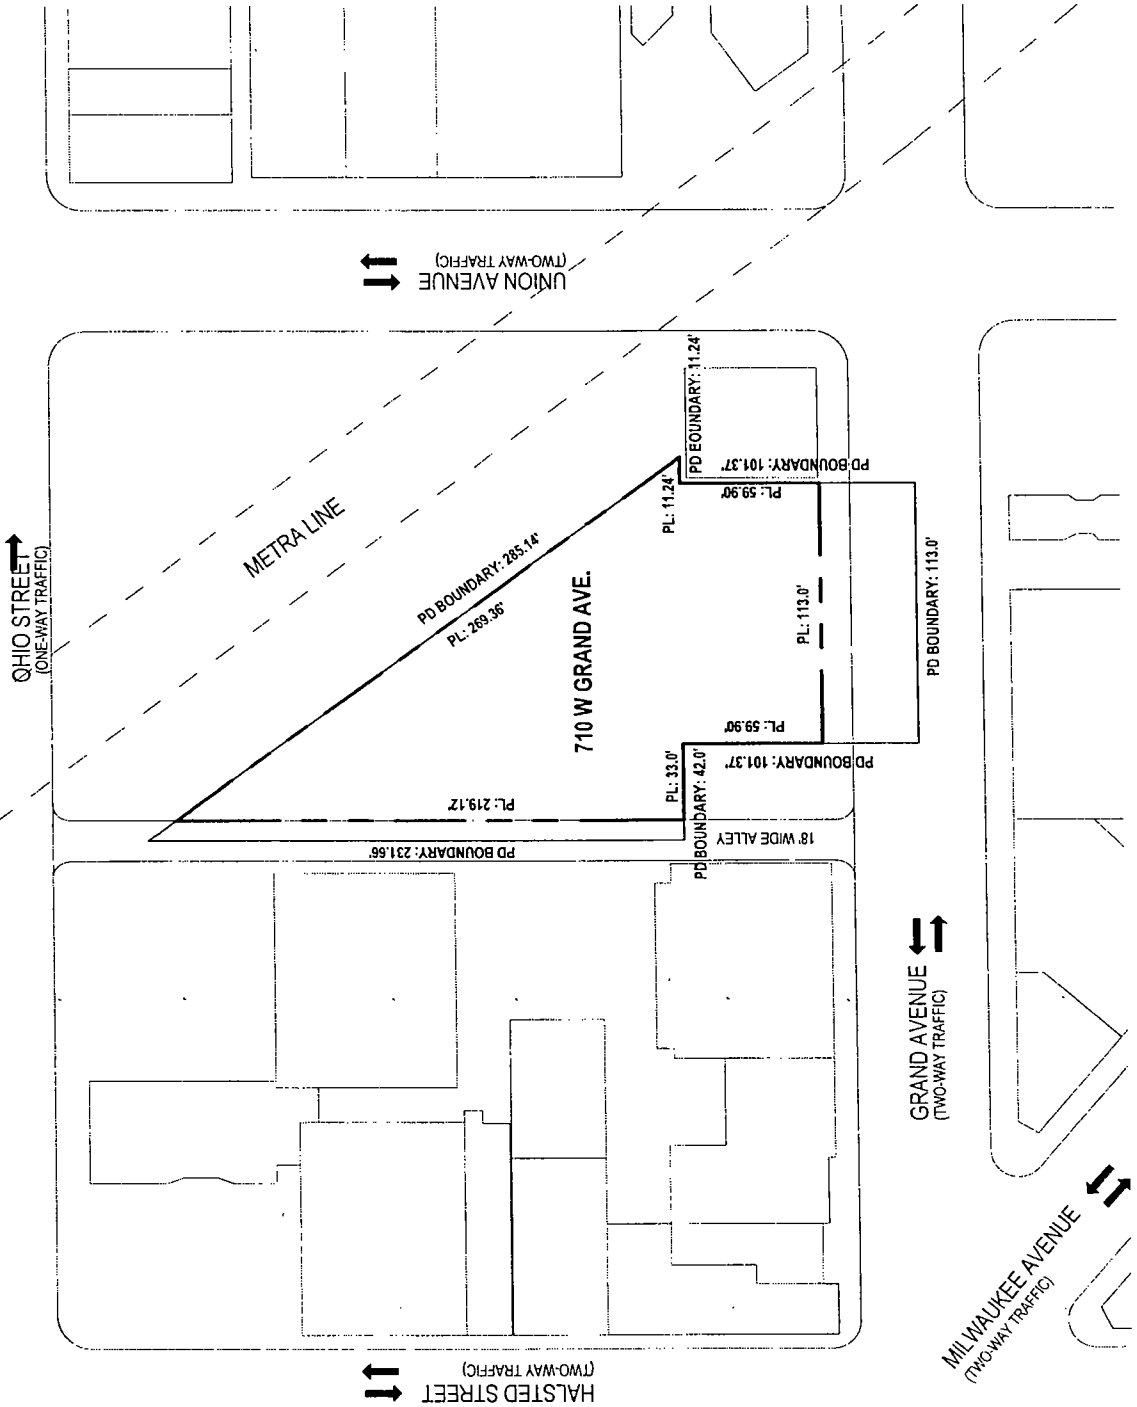 UNION AVENUE
(TWO-WAY TRAFFIC)
OHIO STREET
(ONE-WAY TRAFFIC)
METRA LINE
PD BOUNDARY: 285.14'
PL: 269.36'
PD EOUNDARY: 11.24'
PL: 11.24'
PD BOUNDARY: 101.37'
PL: 59.90'
710 W GRAND AVE.
PL: 113.0'
PD BOUNDARY: 113.0'
PL: 59.90'
PD BOUNDARY: 101.37'
PL: 33.0'
PD BOUNDARY: 42.0'
PL: 219.12'
PD BOUNDARY: 231.66'
18' WIDE ALLEY
GRAND AVENUE
(TWO-WAY TRAFFIC)
MILWAUKEE AVENUE
(TWO-WAY TRAFFIC)
HALSTED STREET
(TWO-WAY TRAFFIC)